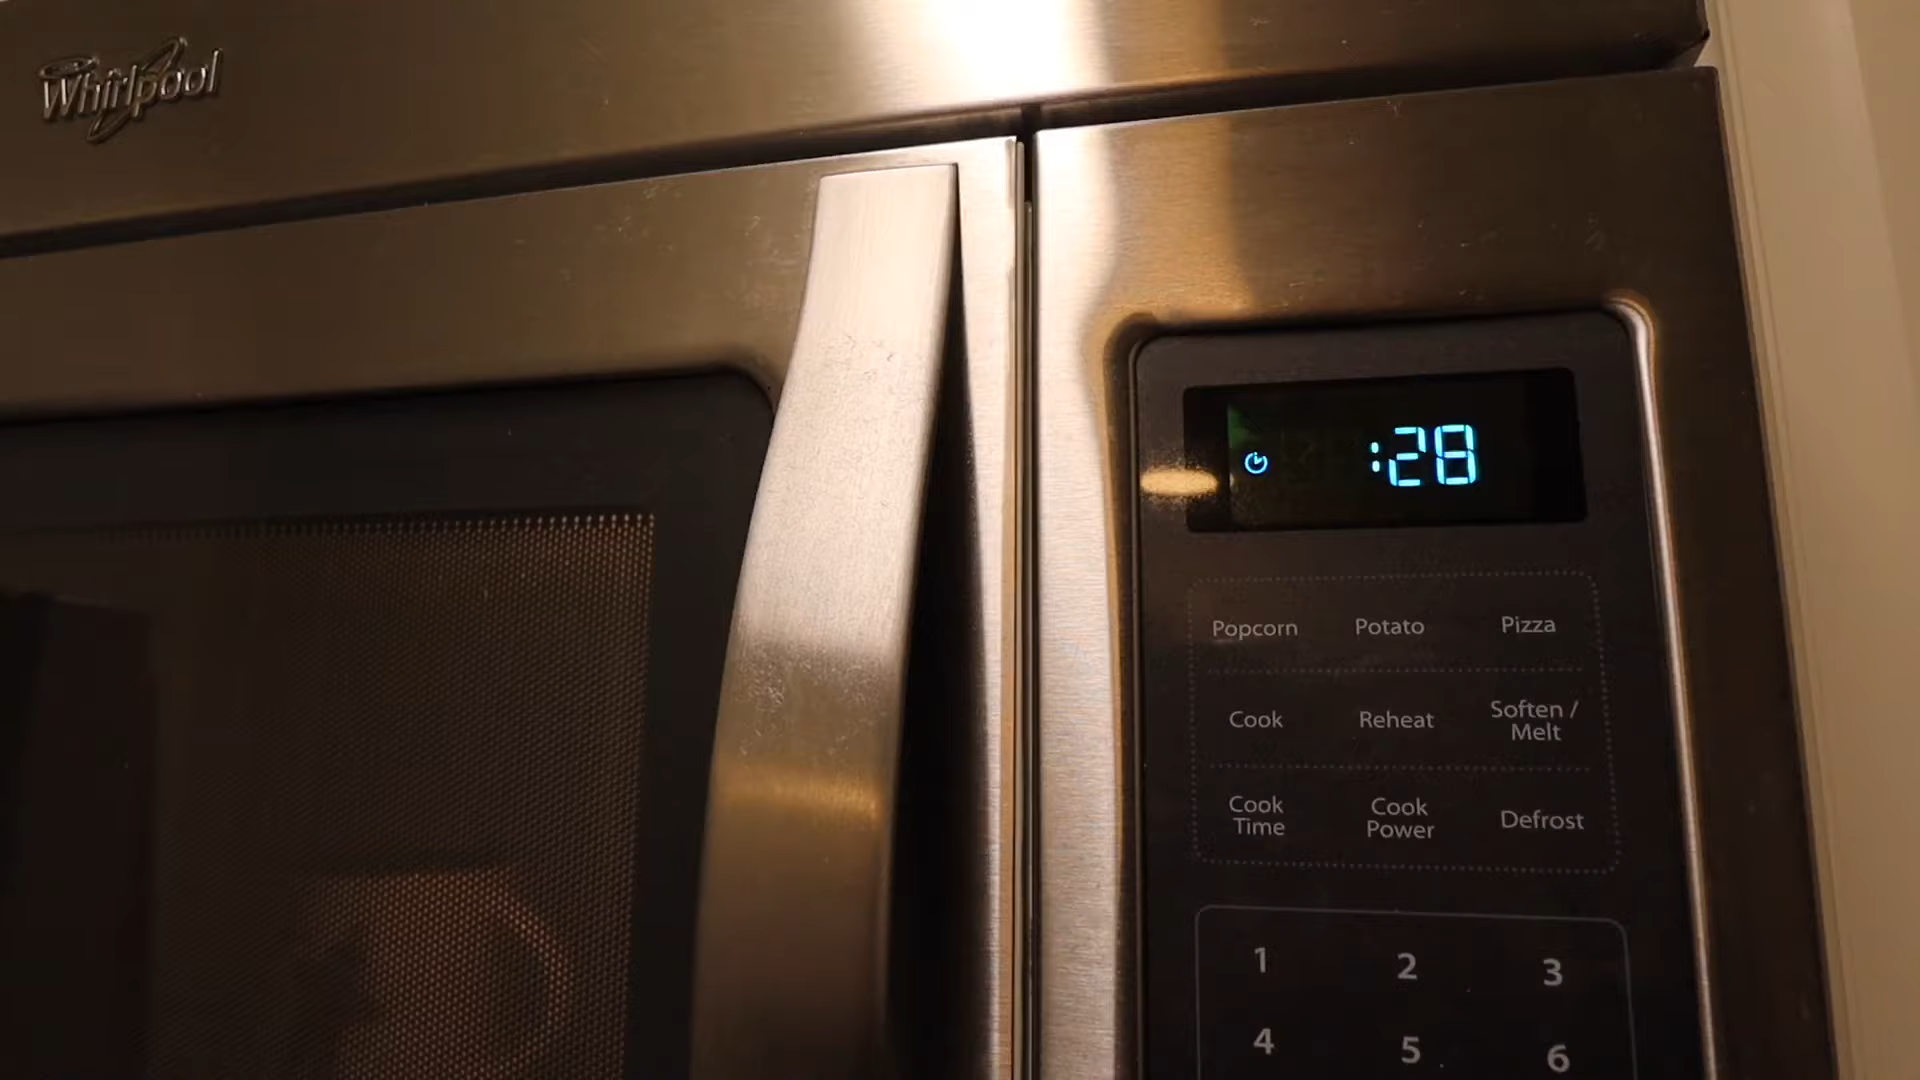 Whirlpool
:28
Popcorn Potato Pizza
Cook Reheat Soften /
Melt
Cook Time Cook Power Defrost
1 2 3
4 5 6